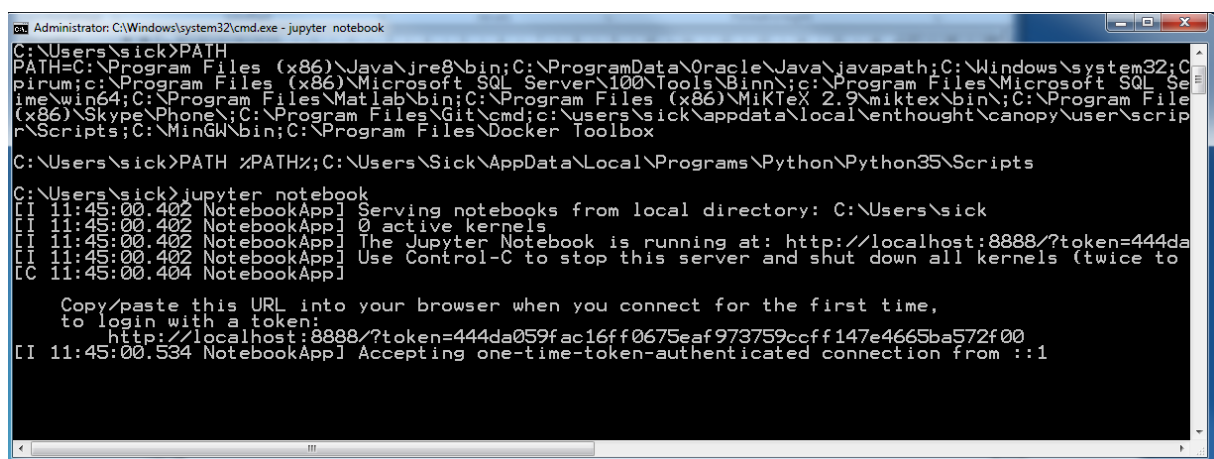 Administrator: C:\Windows\system32\cmd.exe - jupyter notebook
C:\Users\sick>PATH
PATH=C:\Program Files (x86)\Java\jre8\bin;C:\ProgramData\Oracle\Java\javapath;C:\Windows\system32;C
pirum;c:\Program Files (x86)\Microsoft SQL Server\100\Tools\Binn\;c:\Program Files\Microsoft SQL Se
ime\win64;C:\Program Files\Matlab\bin;C:\Program Files (x86)\MiKTeX 2.9\miktex\bin\;C:\Program File
(x86)\Skype\Phone\;C:\Program Files\Git\cmd;c:\users\sick\appdata\local\enthought\canopy\user\scrip
r\Scripts;C:\MinGW\bin;C:\Program Files\Docker Toolbox
C:\Users\sick>PATH %PATH%;C:\Users\Sick\AppData\Local\Programs\Python\Python35\Scripts
C:\Users\sick>jupyter notebook
[I 11:45:00.402 NotebookApp] Serving notebooks from local directory: C:\Users\sick
[I 11:45:00.402 NotebookApp] 0 active kernels
[I 11:45:00.402 NotebookApp] The Jupyter Notebook is running at: http://localhost:8888/?token=444da
[I 11:45:00.402 NotebookApp] Use Control-C to stop this server and shut down all kernels (twice to
[C 11:45:00.404 NotebookApp]
Copy/paste this URL into your browser when you connect for the first time,
to login with a token:
http://localhost:8888/?token=444da059fac16ff0675eaf973759ccff147e4665ba572f00
[I 11:45:00.534 NotebookApp] Accepting one-time-token-authenticated connection from ::1